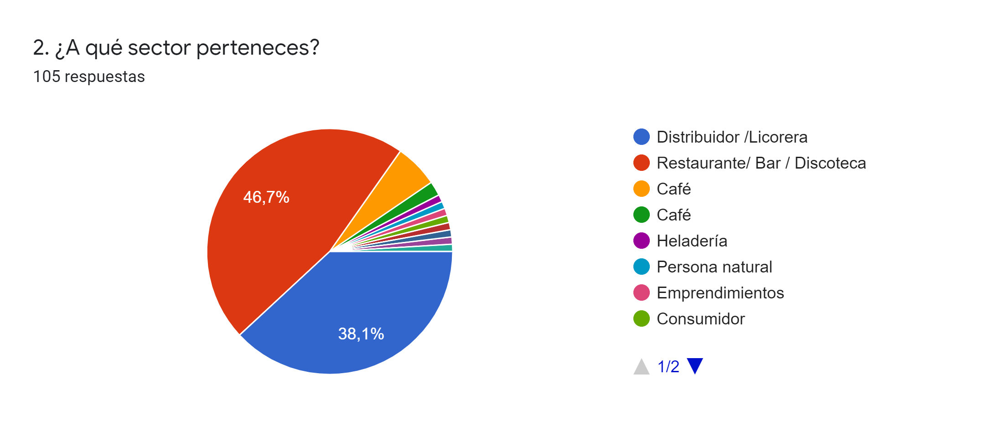 2. ¿A qué sector perteneces?
105 respuestas
46,7%
38,1%
Distribuidor /Licorera
Restaurante/ Bar / Discoteca
Café
Café
Heladería
Persona natural
Emprendimientos
Consumidor
1/2